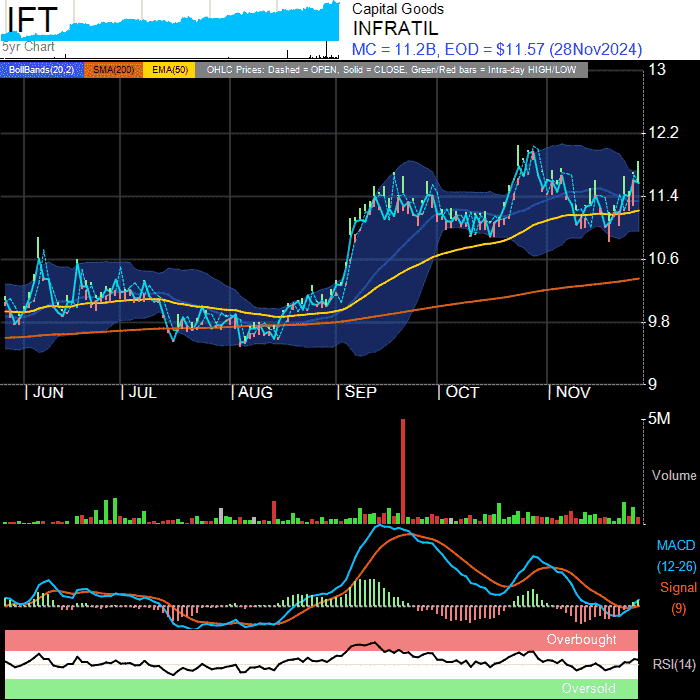 IFT
5yr Chart
Capital Goods
INFRATIL
MC = 11.2B, EOD = $11.57 (28Nov2024)
BollBands(20,2) SMA(200) EMA(50) OHLC Prices: Dashed = OPEN, Solid = CLOSE, Green/Red bars = Intra-day HIGH/LOW
13
12.2
11.4
10.6
9.8
9
JUN JUL AUG SEP OCT NOV
5M
Volume
MACD
(12-26)
Signal
(9)
Overbought
RSI(14)
Oversold